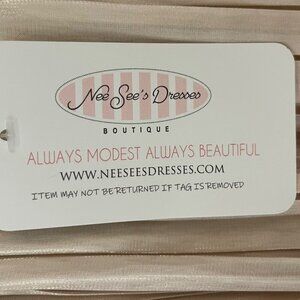 Nee See's Dresses
BOUTIQUE
ALWAYS MODEST ALWAYS BEAUTIFUL
WWW.NEESEESDRESSES.COM
ITEM MAY NOT BE RETURNED IF TAG IS REMOVED